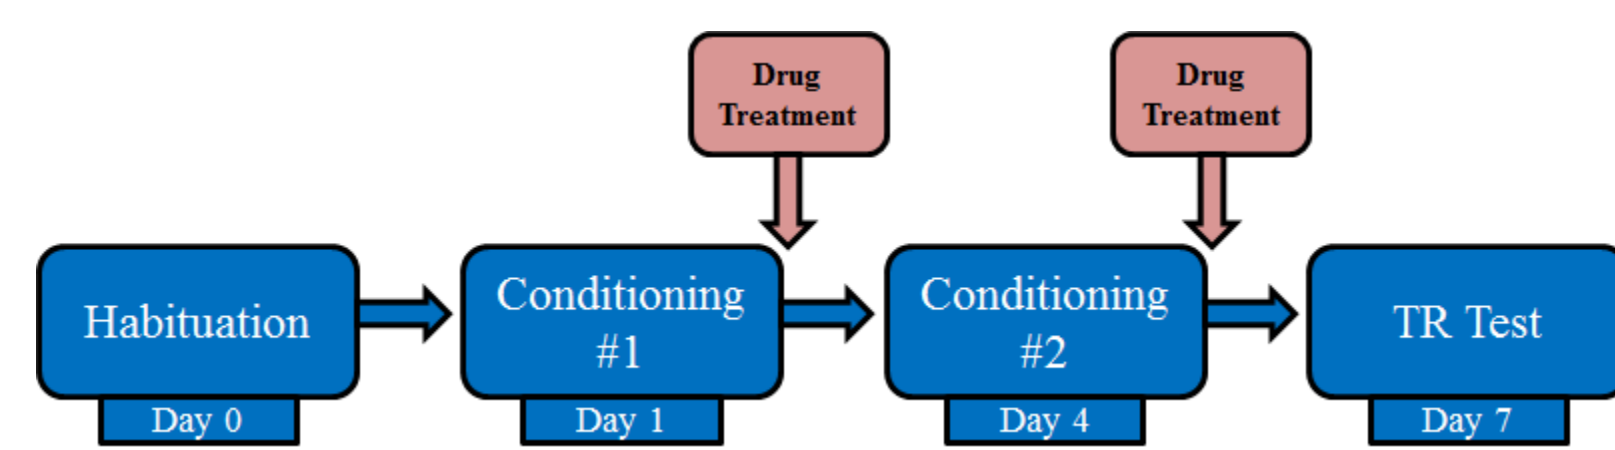 Drug
Treatment
Drug
Treatment
Habituation
Conditioning
#1
Conditioning
#2
TR Test
Day 0
Day 1
Day 4
Day 7